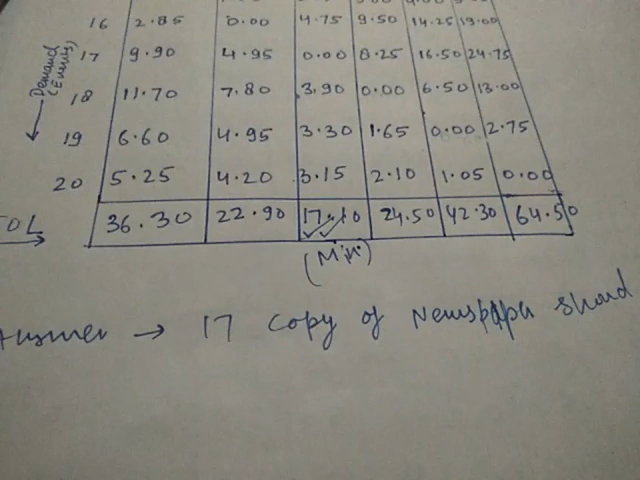 16 2.85 0.00 4.75 9.50 14.25 19.00
Demand
(Events)
17 9.90 4.95 0.00 8.25 16.50 24.75
18 11.70 7.80 3.90 0.00 6.50 13.00
19 6.60 4.95 3.30 1.65 0.00 2.75
20 5.25 4.20 3.15 2.10 1.05 0.00
EOL 36.30 22.90 17.10 24.50 42.30 64.50
(Min.)
Answer → 17 Copy of Newspaper